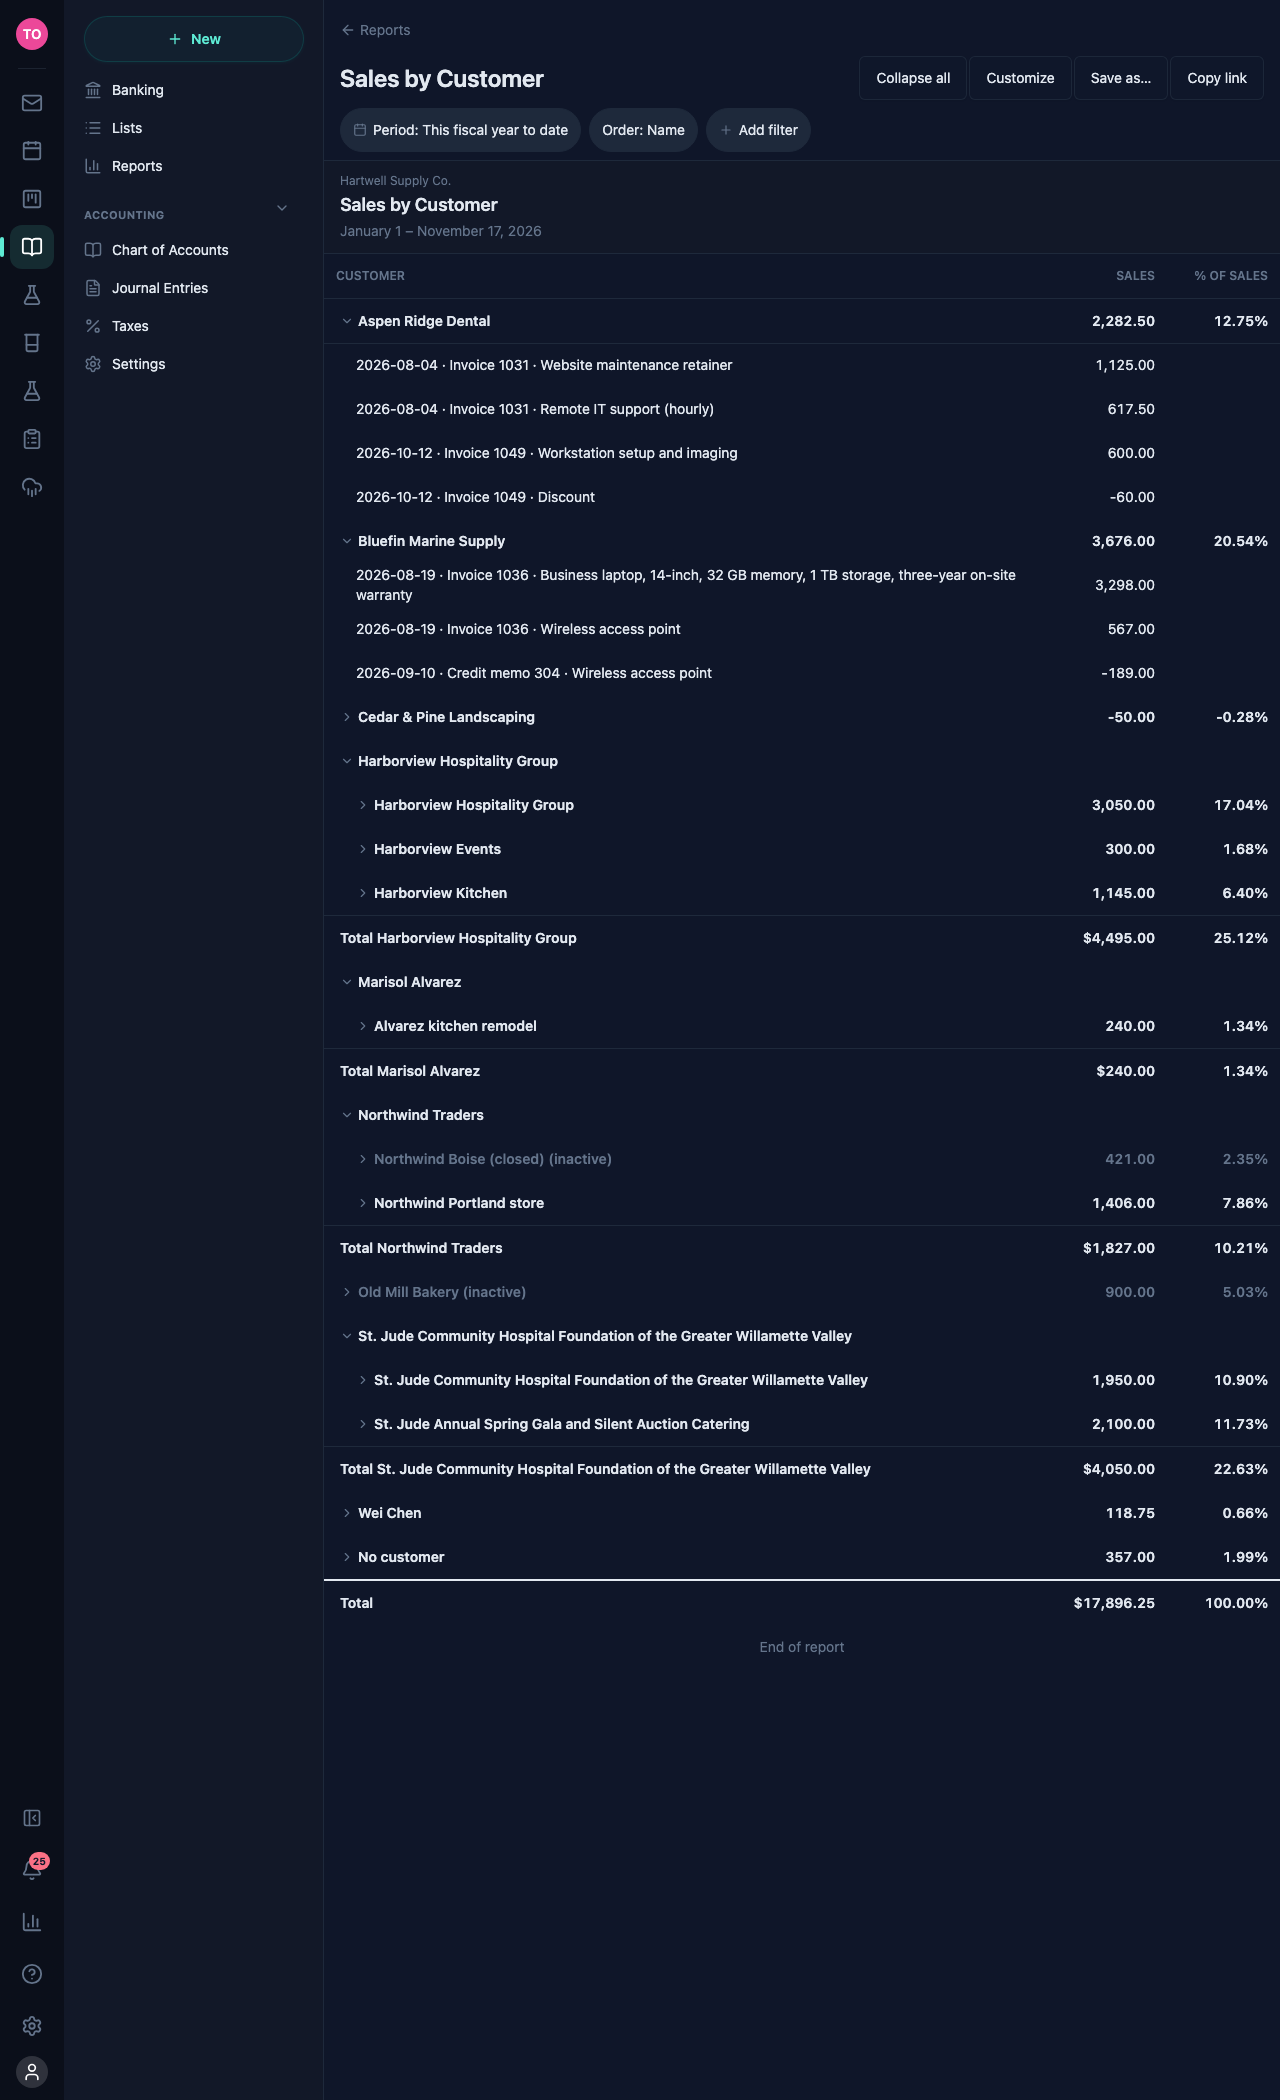 TO
New
Banking
Lists
Reports
ACCOUNTING
Chart of Accounts
Journal Entries
Taxes
Settings
25
Reports
Sales by Customer
Collapse all
Customize
Save as...
Copy link
Period: This fiscal year to date
Order: Name
Add filter
Hartwell Supply Co.
Sales by Customer
January 1 – November 17, 2026
CUSTOMER SALES % OF SALES
Aspen Ridge Dental 2,282.50 12.75%
2026-08-04 · Invoice 1031 · Website maintenance retainer 1,125.00
2026-08-04 · Invoice 1031 · Remote IT support (hourly) 617.50
2026-10-12 · Invoice 1049 · Workstation setup and imaging 600.00
2026-10-12 · Invoice 1049 · Discount -60.00
Bluefin Marine Supply 3,676.00 20.54%
2026-08-19 · Invoice 1036 · Business laptop, 14-inch, 32 GB memory, 1 TB storage, three-year on-site
warranty 3,298.00
2026-08-19 · Invoice 1036 · Wireless access point 567.00
2026-09-10 · Credit memo 304 · Wireless access point -189.00
Cedar & Pine Landscaping -50.00 -0.28%
Harborview Hospitality Group
Harborview Hospitality Group 3,050.00 17.04%
Harborview Events 300.00 1.68%
Harborview Kitchen 1,145.00 6.40%
Total Harborview Hospitality Group $4,495.00 25.12%
Marisol Alvarez
Alvarez kitchen remodel 240.00 1.34%
Total Marisol Alvarez $240.00 1.34%
Northwind Traders
Northwind Boise (closed) (inactive) 421.00 2.35%
Northwind Portland store 1,406.00 7.86%
Total Northwind Traders $1,827.00 10.21%
Old Mill Bakery (inactive) 900.00 5.03%
St. Jude Community Hospital Foundation of the Greater Willamette Valley
St. Jude Community Hospital Foundation of the Greater Willamette Valley 1,950.00 10.90%
St. Jude Annual Spring Gala and Silent Auction Catering 2,100.00 11.73%
Total St. Jude Community Hospital Foundation of the Greater Willamette Valley $4,050.00 22.63%
Wei Chen 118.75 0.66%
No customer 357.00 1.99%
Total $17,896.25 100.00%
End of report